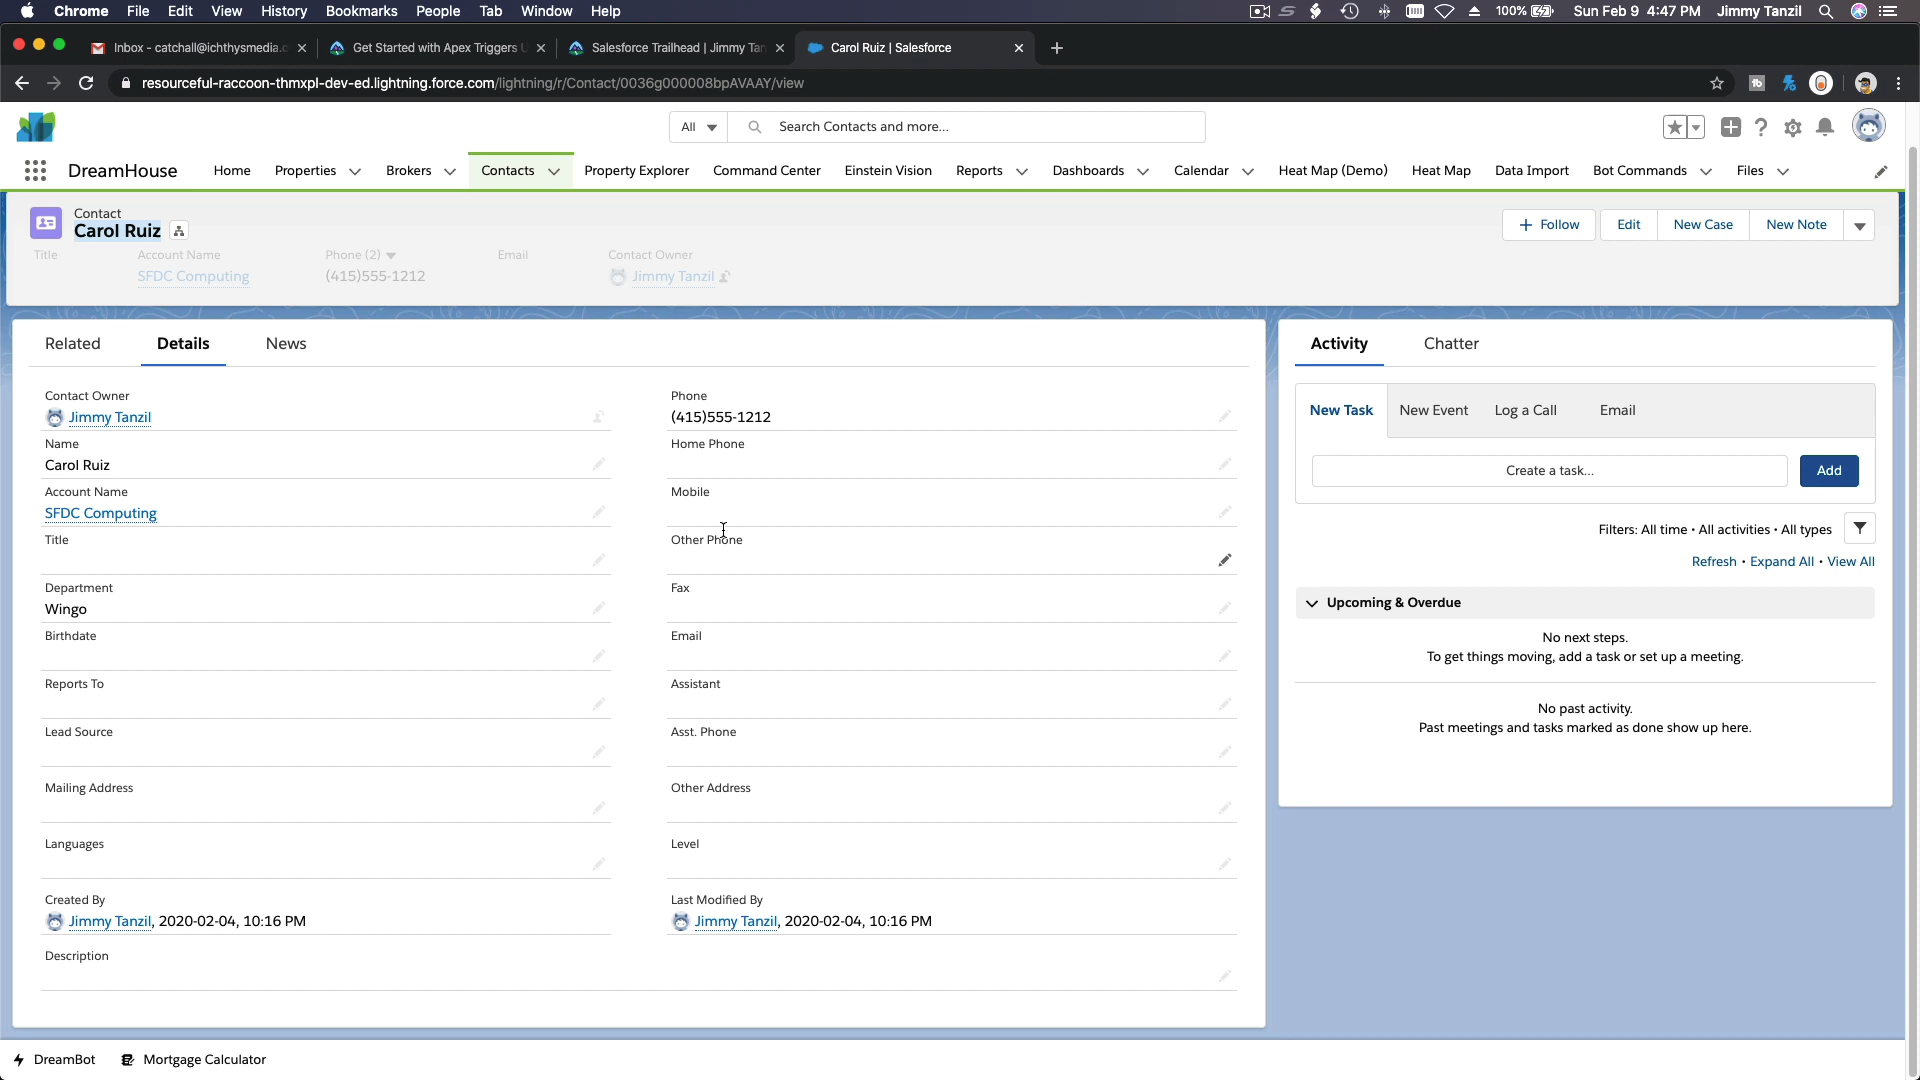 Chrome File Edit View History Bookmarks People Tab Window Help 100% Sun Feb 9 4:47 PM Jimmy Tanzil
Inbox - catchall@ichthysmedia.c Get Started with Apex Triggers U Salesforce Trailhead | Jimmy Tan Carol Ruiz | Salesforce
resourceful-raccoon-thmxpl-dev-ed.lightning.force.com/lightning/r/Contact/0036g000008bpAVAAY/view
All Search Contacts and more...
DreamHouse Home Properties Brokers Contacts Property Explorer Command Center Einstein Vision Reports Dashboards Calendar Heat Map (Demo) Heat Map Data Import Bot Commands Files
Contact
Carol Ruiz
Follow Edit New Case New Note
Title Account Name Phone (2) Email Contact Owner
SFDC Computing (415)555-1212 Jimmy Tanzil
Related Details News
Contact Owner Phone
Jimmy Tanzil (415)555-1212
Name Home Phone
Carol Ruiz
Account Name Mobile
SFDC Computing
Title Other Phone
Department Fax
Wingo
Birthdate Email
Reports To Assistant
Lead Source Asst. Phone
Mailing Address Other Address
Languages Level
Created By Last Modified By
Jimmy Tanzil, 2020-02-04, 10:16 PM Jimmy Tanzil, 2020-02-04, 10:16 PM
Description
Activity Chatter
New Task New Event Log a Call Email
Create a task... Add
Filters: All time • All activities • All types
Refresh • Expand All • View All
Upcoming & Overdue
No next steps.
To get things moving, add a task or set up a meeting.
No past activity.
Past meetings and tasks marked as done show up here.
DreamBot Mortgage Calculator